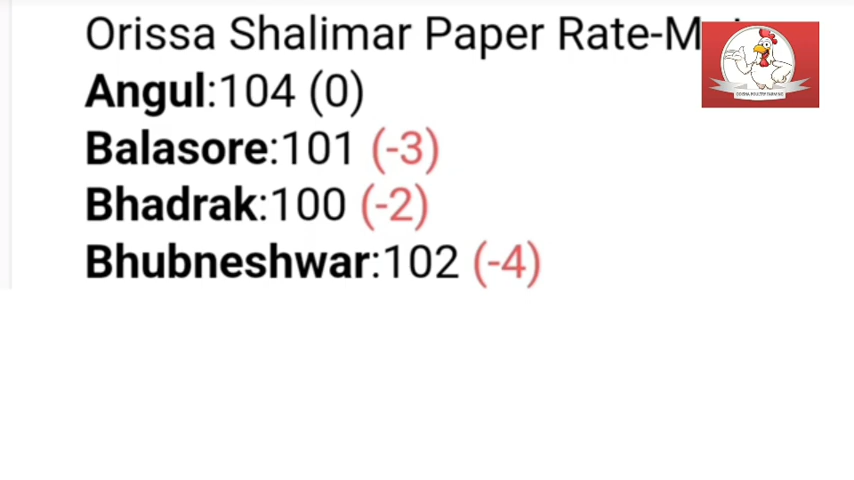 Orissa Shalimar Paper Rate-M
Angul:104 (0)
Balasore:101 (-3)
Bhadrak:100 (-2)
Bhubneshwar:102 (-4)